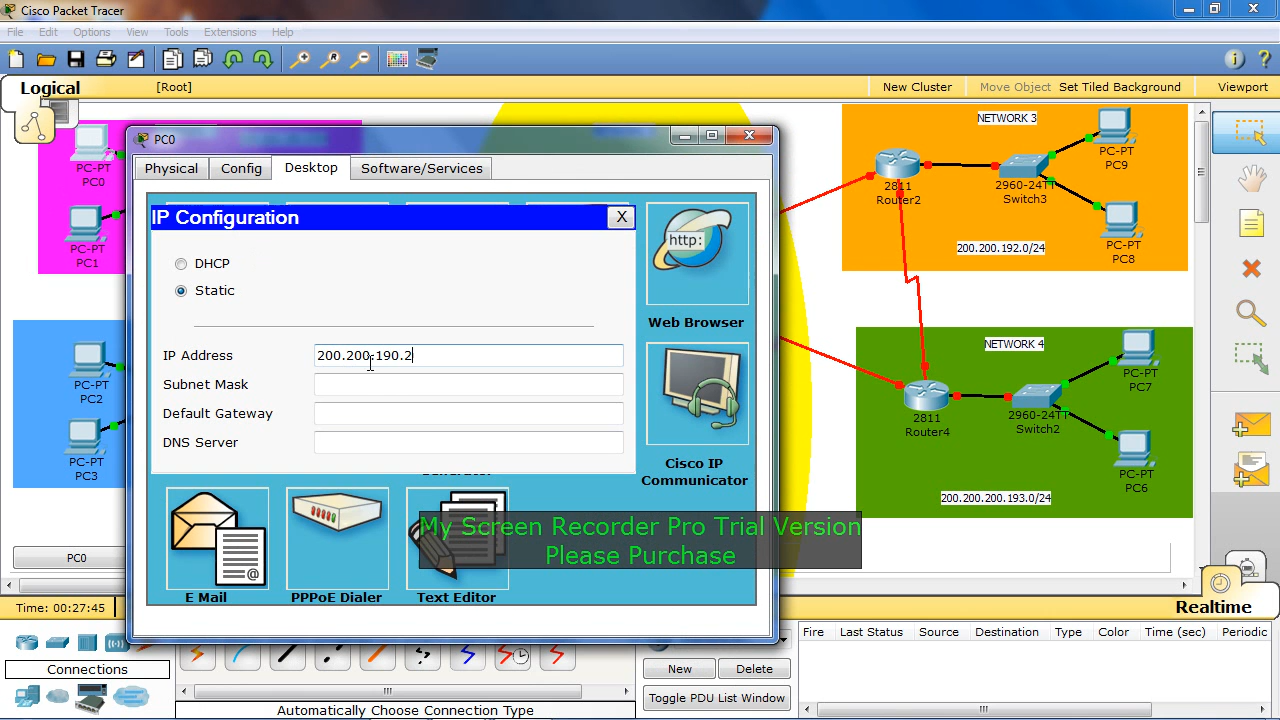 Cisco Packet Tracer
File Edit Options View Tools Extensions Help
Logical
[Root]
New Cluster
Move Object
Set Tiled Background
Viewport
PC-PT
PC0
PC-PT
PC1
PC-PT
PC2
PC-PT
PC3
PC0
Physical
Config
Desktop
Software/Services
IP Configuration
X
DHCP
Static
IP Address
200.200.190.2
Subnet Mask
Default Gateway
DNS Server
http:
Web Browser
Cisco IP
Communicator
E Mail
PPPoE Dialer
Text Editor
NETWORK 3
PC-PT
PC9
2811
Router2
2960-24TT
Switch3
PC-PT
PC8
200.200.192.0/24
NETWORK 4
PC-PT
PC7
2811
Router4
2960-24TT
Switch2
PC-PT
PC6
200.200.200.193.0/24
My Screen Recorder Pro Trial Version
Please Purchase
PC0
Time: 00:27:45
Realtime
Connections
Automatically Choose Connection Type
New
Delete
Toggle PDU List Window
Fire Last Status Source Destination Type Color Time (sec) Periodic